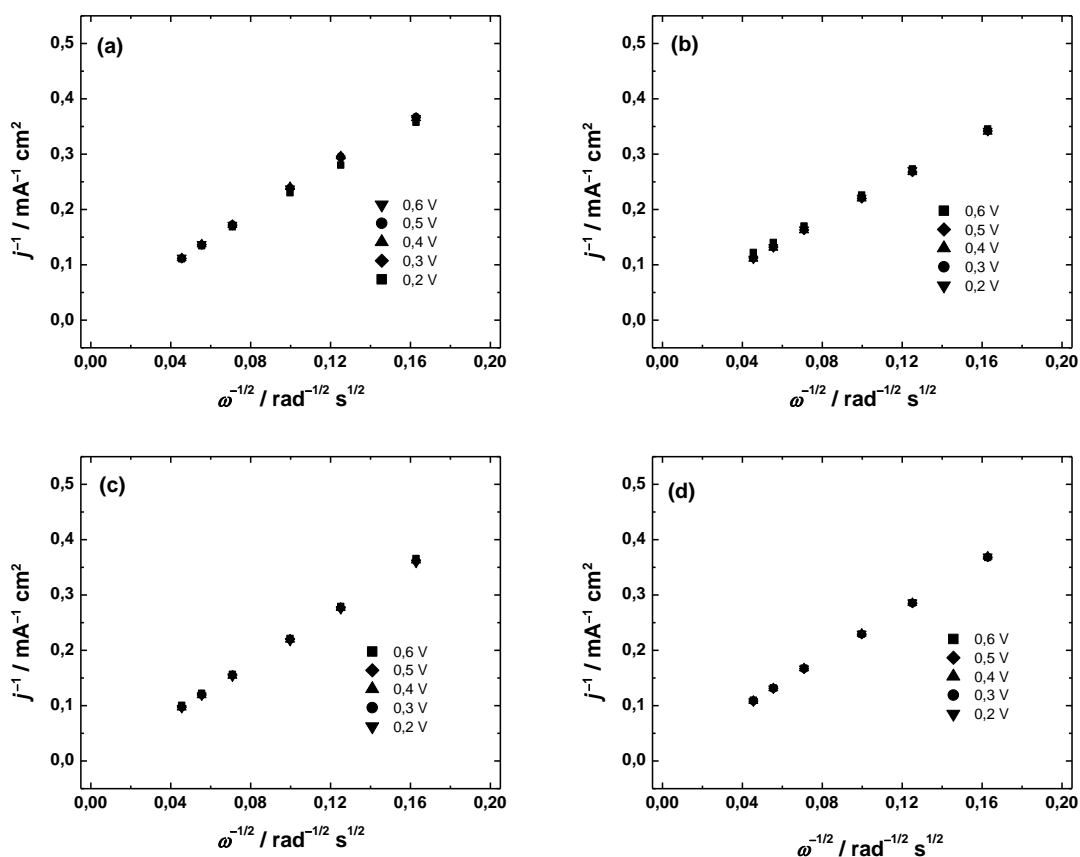 (a)
0,5
0,4
0,3
0,2
0,1
0,0
j⁻¹ / mA⁻¹ cm²
0,6 V
0,5 V
0,4 V
0,3 V
0,2 V
0,00 0,04 0,08 0,12 0,16 0,20
ω⁻¹/² / rad⁻¹/² s¹/²
(b)
0,5
0,4
0,3
0,2
0,1
0,0
j⁻¹ / mA⁻¹ cm²
0,6 V
0,5 V
0,4 V
0,3 V
0,2 V
0,00 0,04 0,08 0,12 0,16 0,20
ω⁻¹/² / rad⁻¹/² s¹/²
(c)
0,5
0,4
0,3
0,2
0,1
0,0
j⁻¹ / mA⁻¹ cm²
0,6 V
0,5 V
0,4 V
0,3 V
0,2 V
0,00 0,04 0,08 0,12 0,16 0,20
ω⁻¹/² / rad⁻¹/² s¹/²
(d)
0,5
0,4
0,3
0,2
0,1
0,0
j⁻¹ / mA⁻¹ cm²
0,6 V
0,5 V
0,4 V
0,3 V
0,2 V
0,00 0,04 0,08 0,12 0,16 0,20
ω⁻¹/² / rad⁻¹/² s¹/²